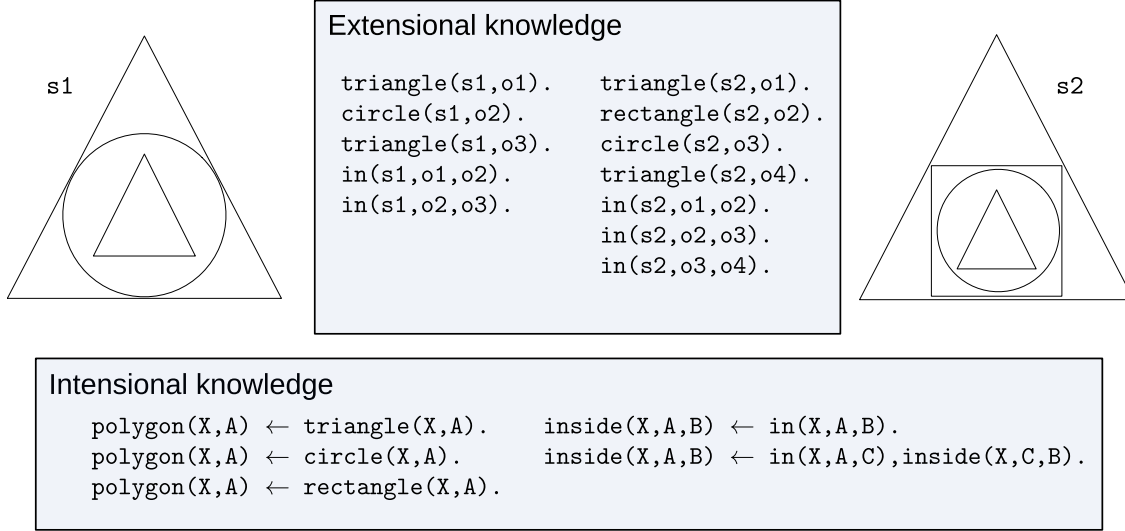 s1
Extensional knowledge
triangle(s1,o1).
circle(s1,o2).
triangle(s1,o3).
in(s1,o1,o2).
in(s1,o2,o3).
triangle(s2,o1).
rectangle(s2,o2).
circle(s2,o3).
triangle(s2,o4).
in(s2,o1,o2).
in(s2,o2,o3).
in(s2,o3,o4).
s2
Intensional knowledge
polygon(X,A) ← triangle(X,A).
polygon(X,A) ← circle(X,A).
polygon(X,A) ← rectangle(X,A).
inside(X,A,B) ← in(X,A,B).
inside(X,A,B) ← in(X,A,C),inside(X,C,B).